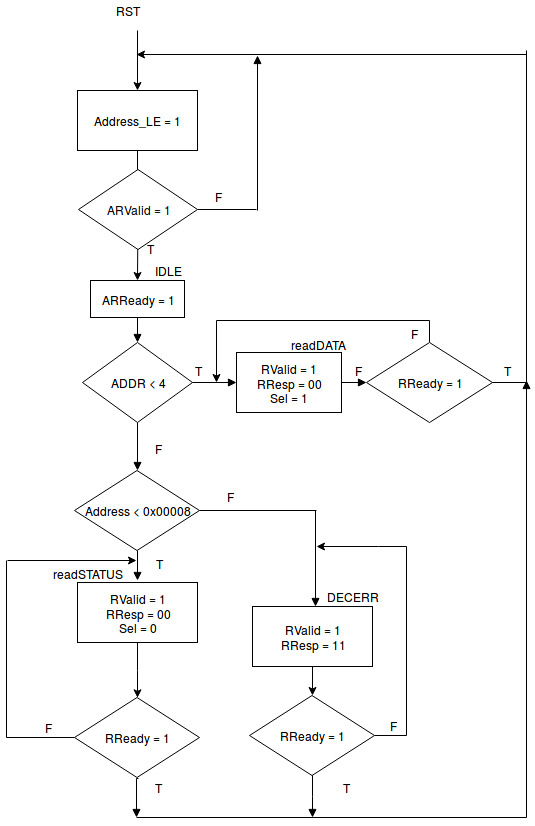 RST
Address_LE = 1
ARValid = 1
F
T
IDLE
ARReady = 1
ADDR < 4
T
readDATA
RValid = 1
RResp = 00
Sel = 1
F
F
RReady = 1
T
F
Address < 0x00008
F
T
readSTATUS
RValid = 1
RResp = 00
Sel = 0
DECERR
RValid = 1
RResp = 11
F
RReady = 1
T
RReady = 1
F
T